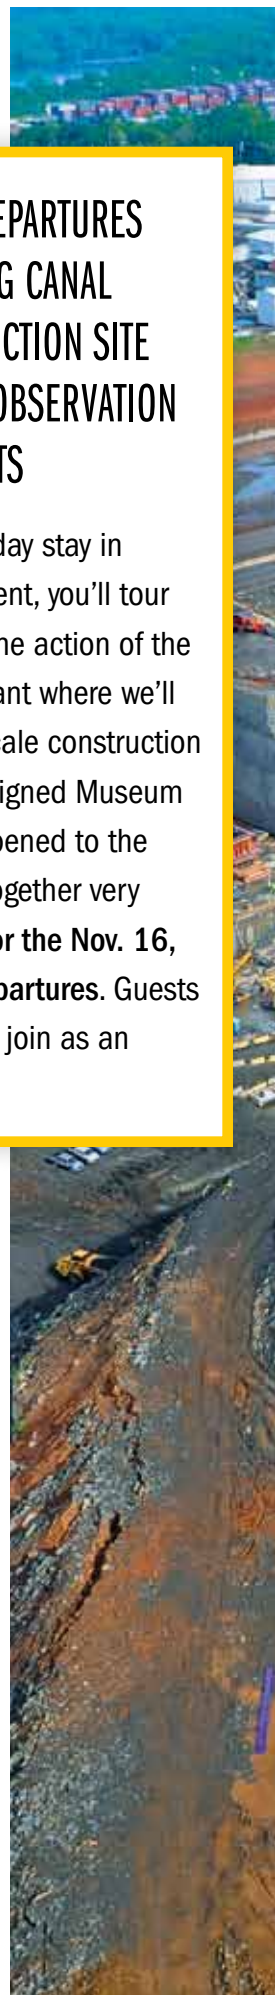 EPARTURES
G CANAL
CTION SITE
OBSERVATION
TS
day stay in
ent, you'll tour
he action of the
ant where we'll
cale construction
igned Museum
pened to the
ogether very
or the Nov. 16,
partures. Guests
join as an